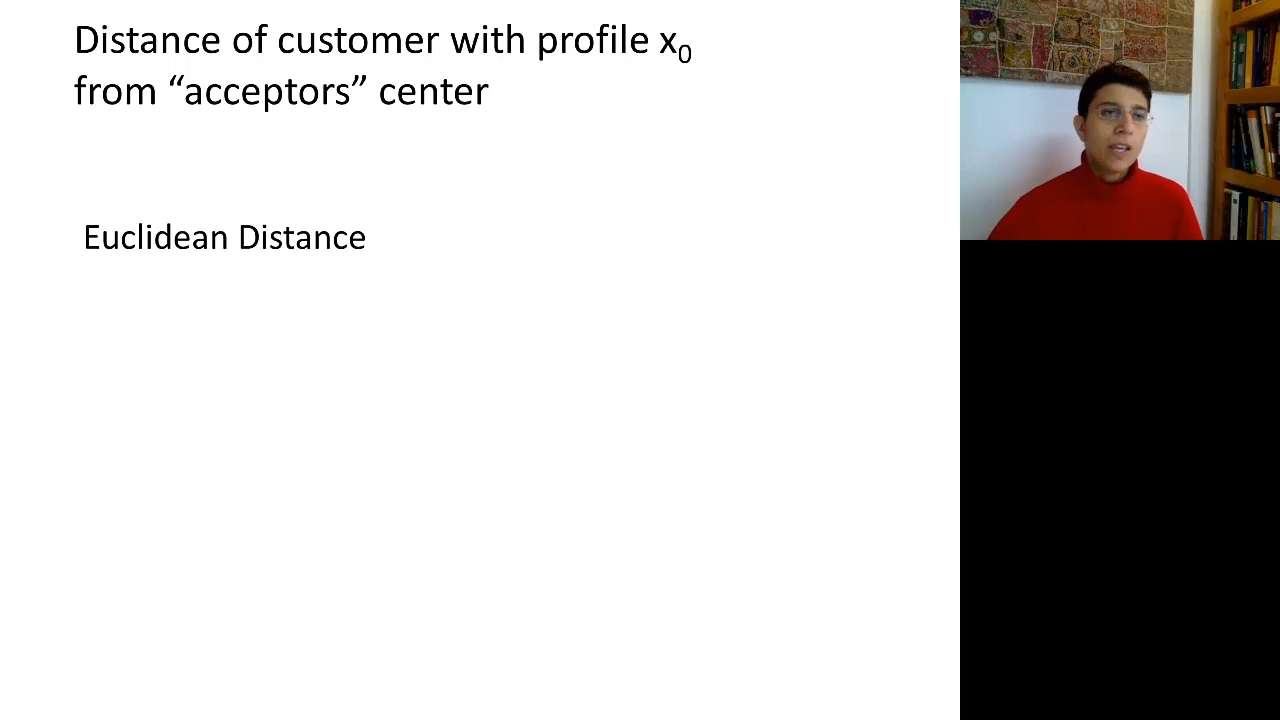 Distance of customer with profile x₀
from “acceptors” center
Euclidean Distance